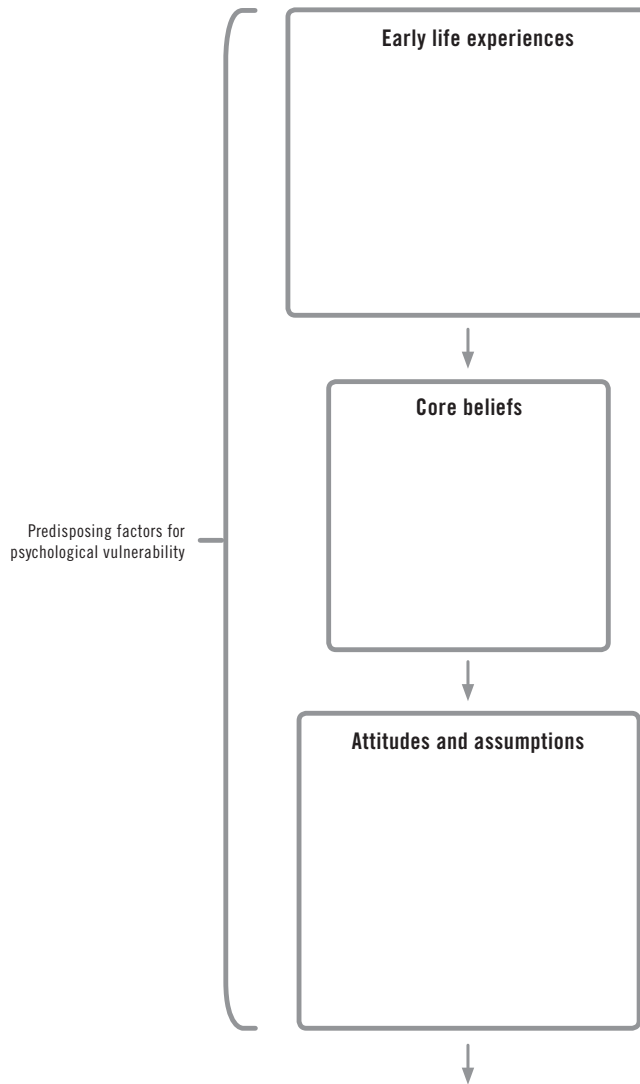 Early life experiences
Core beliefs
Predisposing factors for
psychological vulnerability
Attitudes and assumptions